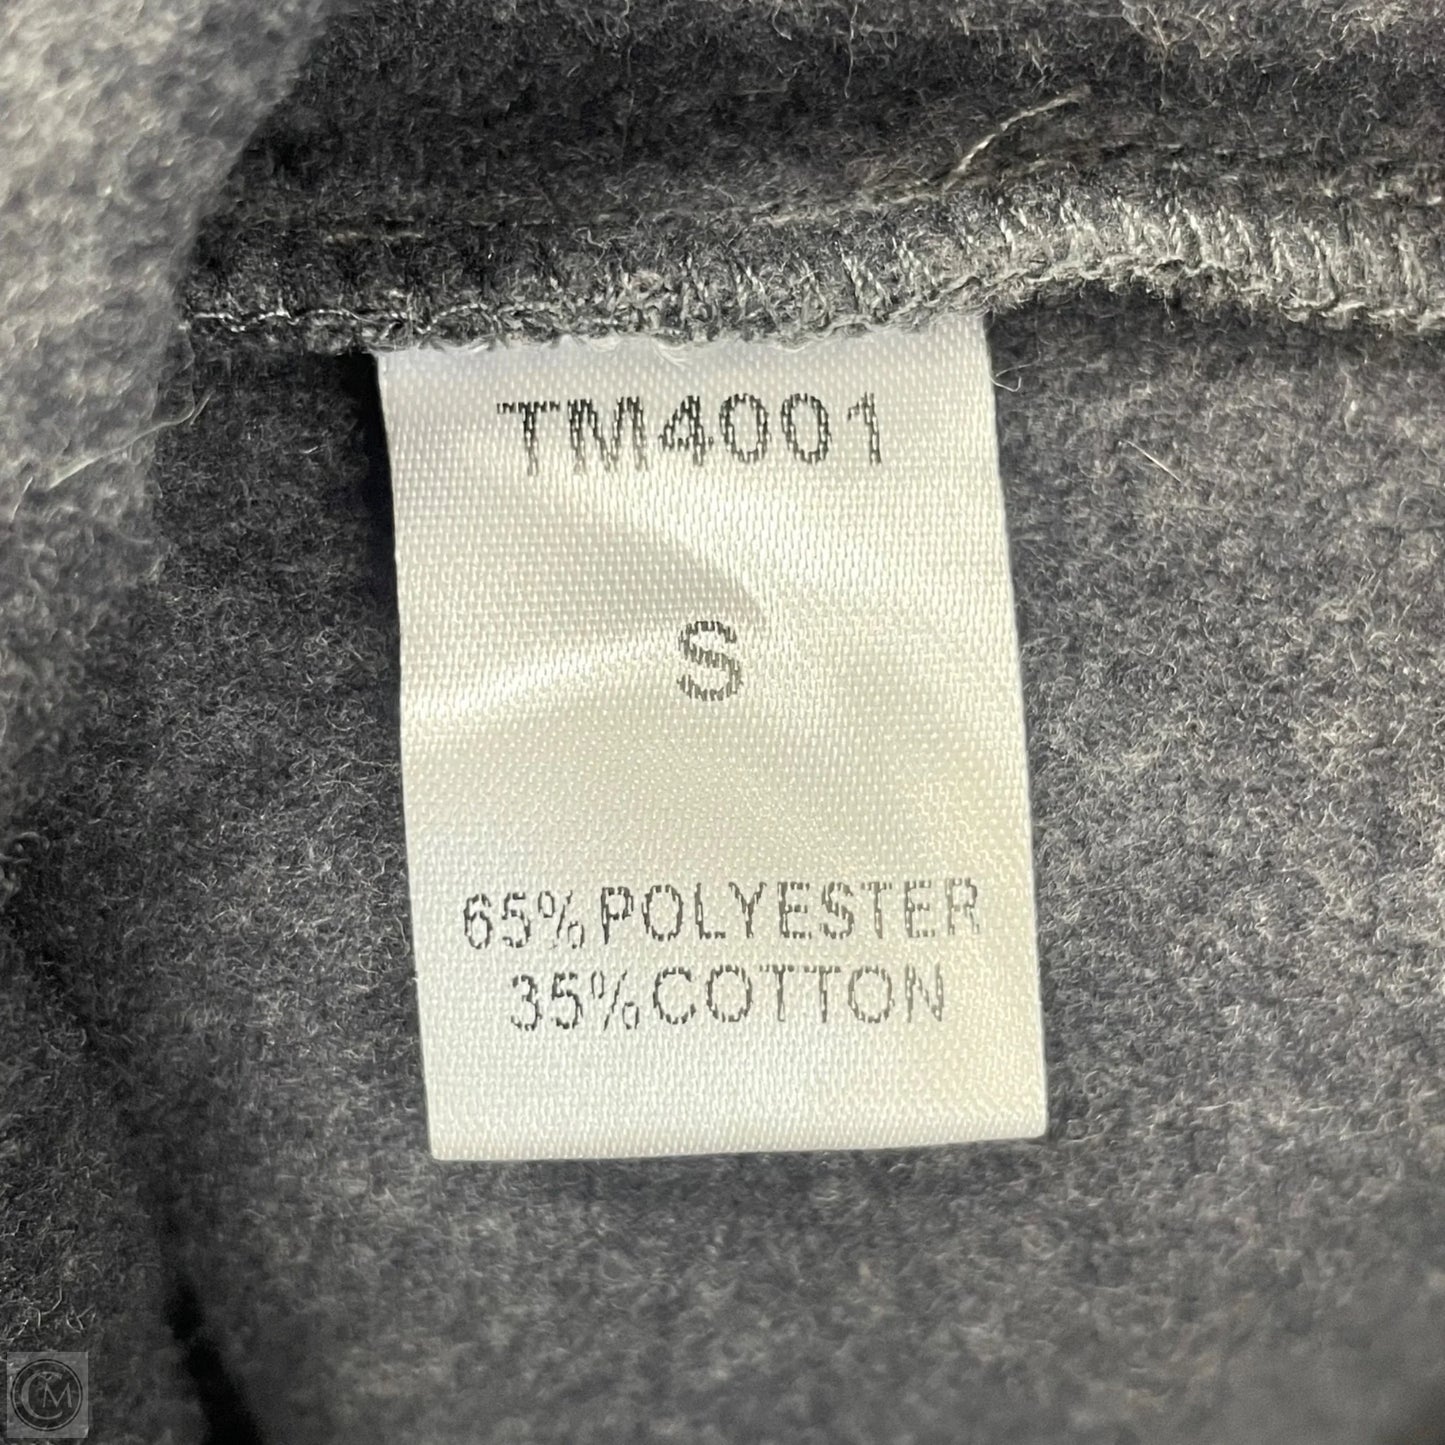 TM4001
S
65% POLYESTER
35% COTTON